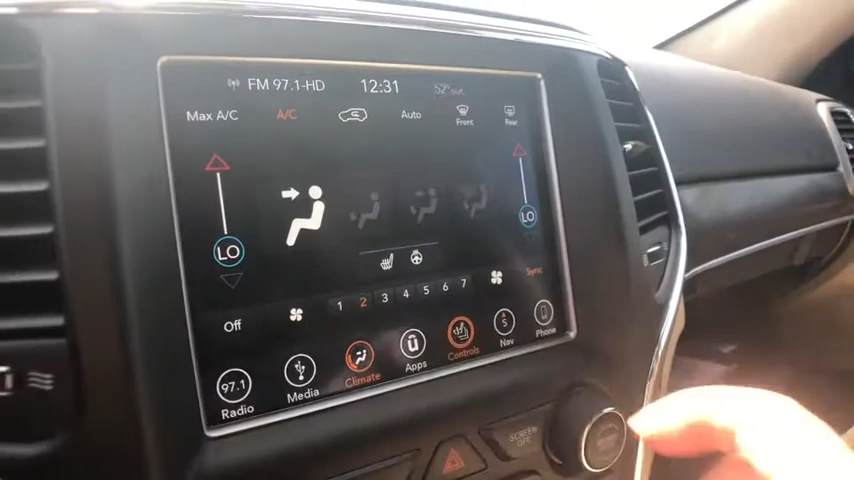 FM 97.1-HD 12:31 52° out
Max A/C A/C Auto Front Rear
LO LO
Sync
Off 1 2 3 4 5 6 7
97.1 S
Radio Media Climate Apps Controls Nav Phone
SCREEN OFF